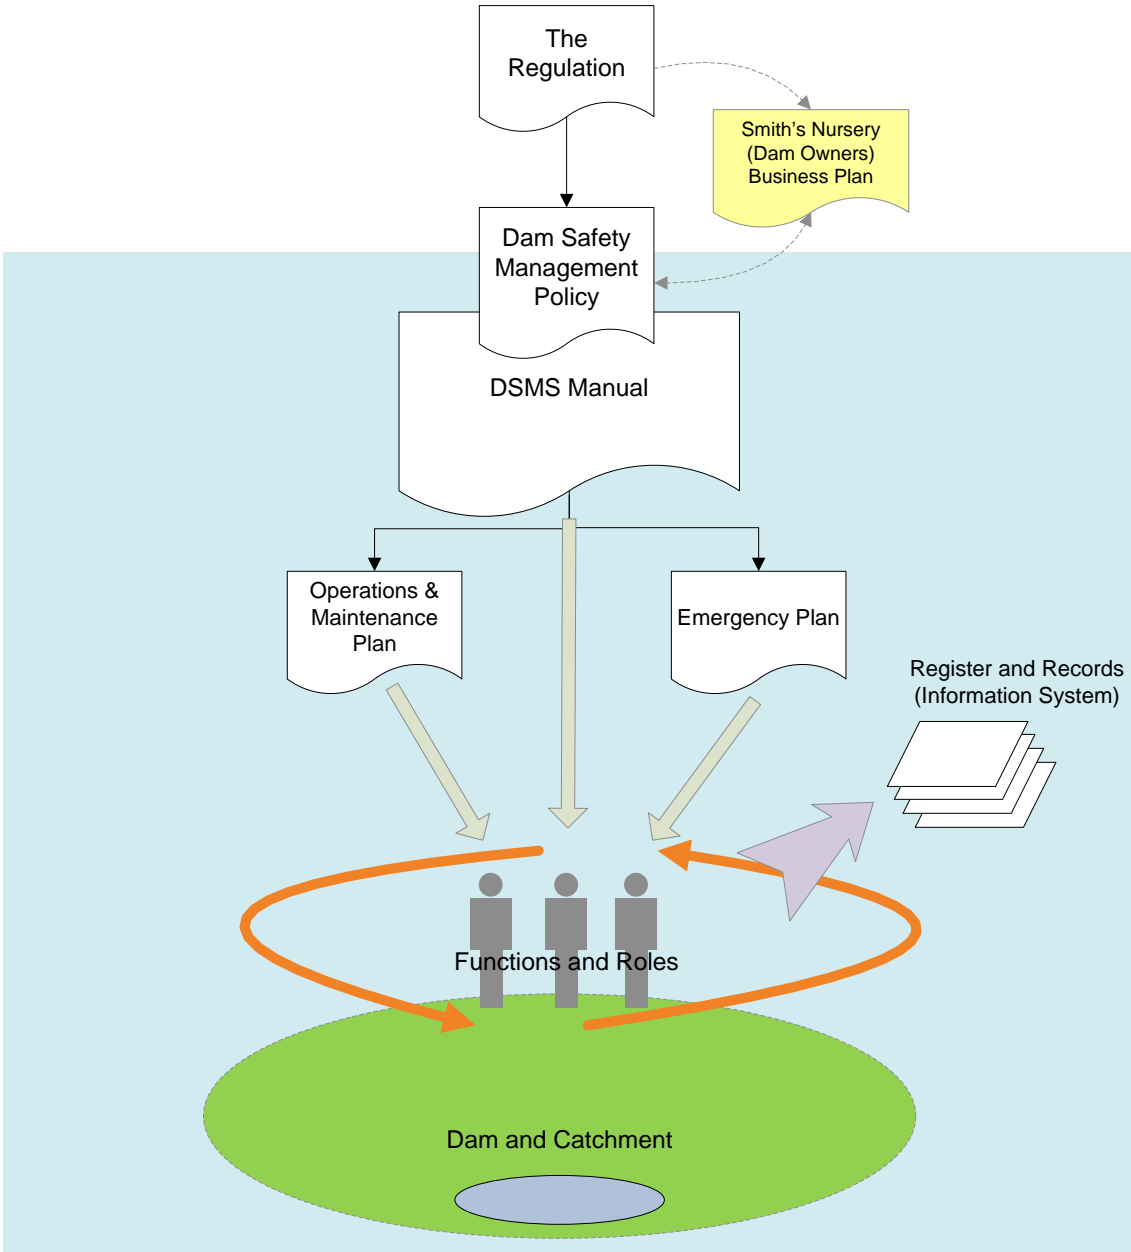 The
Regulation
Smith's Nursery
(Dam Owners)
Business Plan
Dam Safety
Management
Policy
DSMS Manual
Operations &
Maintenance
Plan
Emergency Plan
Register and Records
(Information System)
Functions and Roles
Dam and Catchment